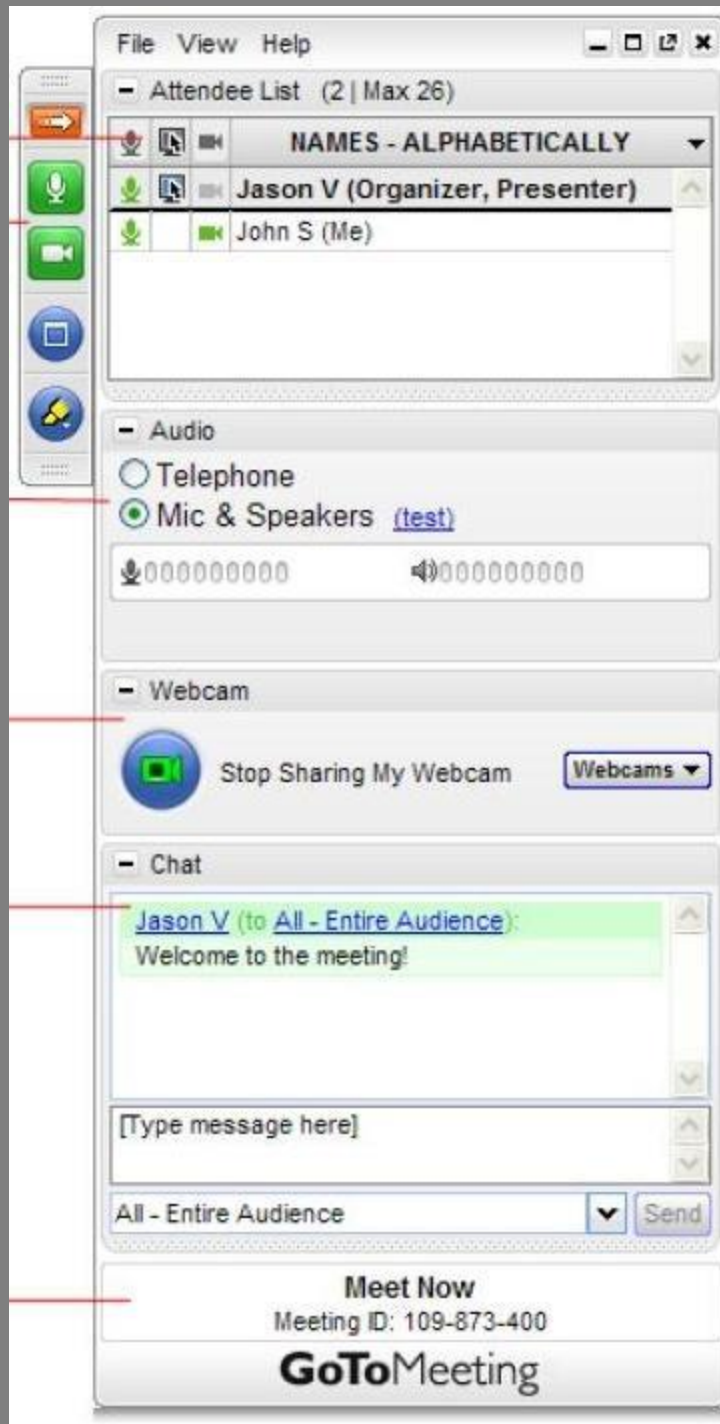 File View Help
Attendee List (2 | Max 26)
NAMES - ALPHABETICALLY
Jason V (Organizer, Presenter)
John S (Me)
Audio
Telephone
Mic & Speakers (test)
000000000 000000000
Webcam
Stop Sharing My Webcam Webcams
Chat
Jason V (to All - Entire Audience):
Welcome to the meeting!
[Type message here]
All - Entire Audience Send
Meet Now
Meeting ID: 109-873-400
GoToMeeting